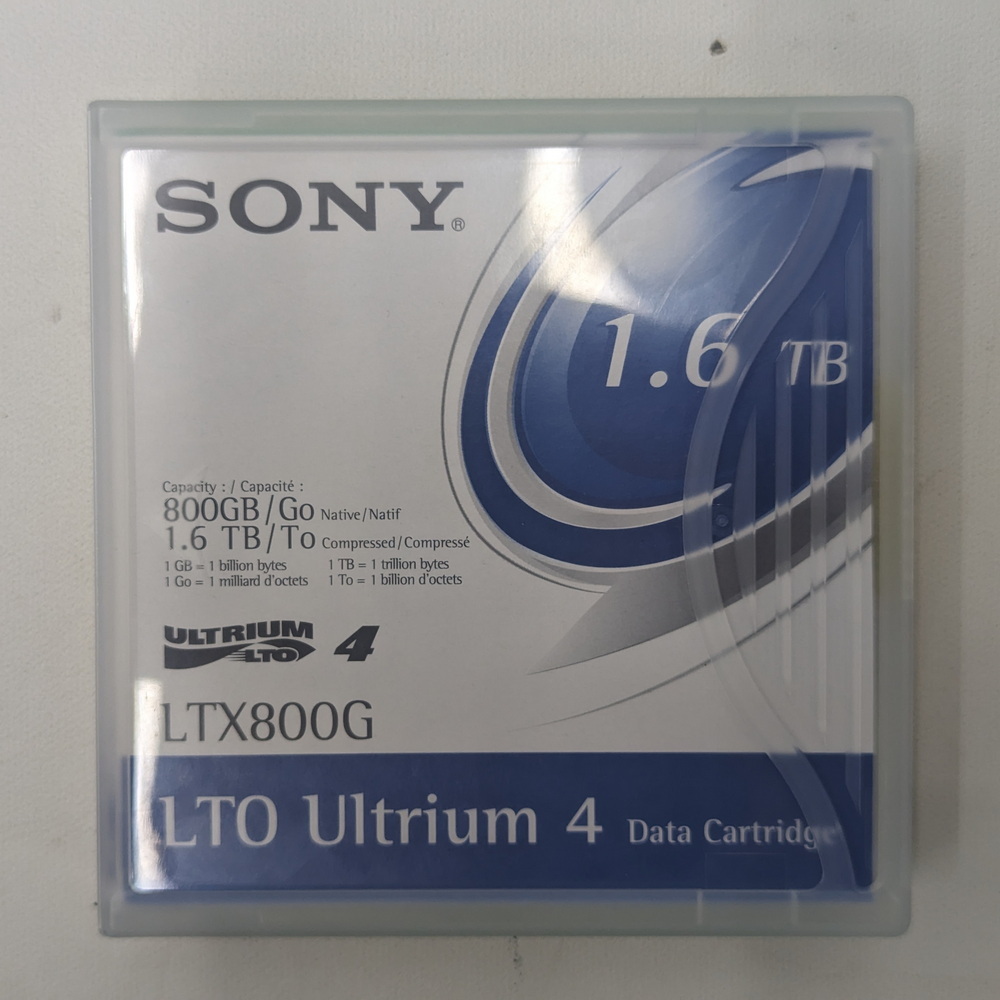 SONY®
1.6 TB
Capacity : / Capacité :
800GB/Go Native/Natif
1.6 TB/To Compressed/Compressé
1 GB = 1 billion bytes 1 TB = 1 trillion bytes
1 Go = 1 milliard d'octets 1 To = 1 billion d'octets
ULTRIUM
LTO 4
LTX800G
LTO Ultrium 4 Data Cartridge